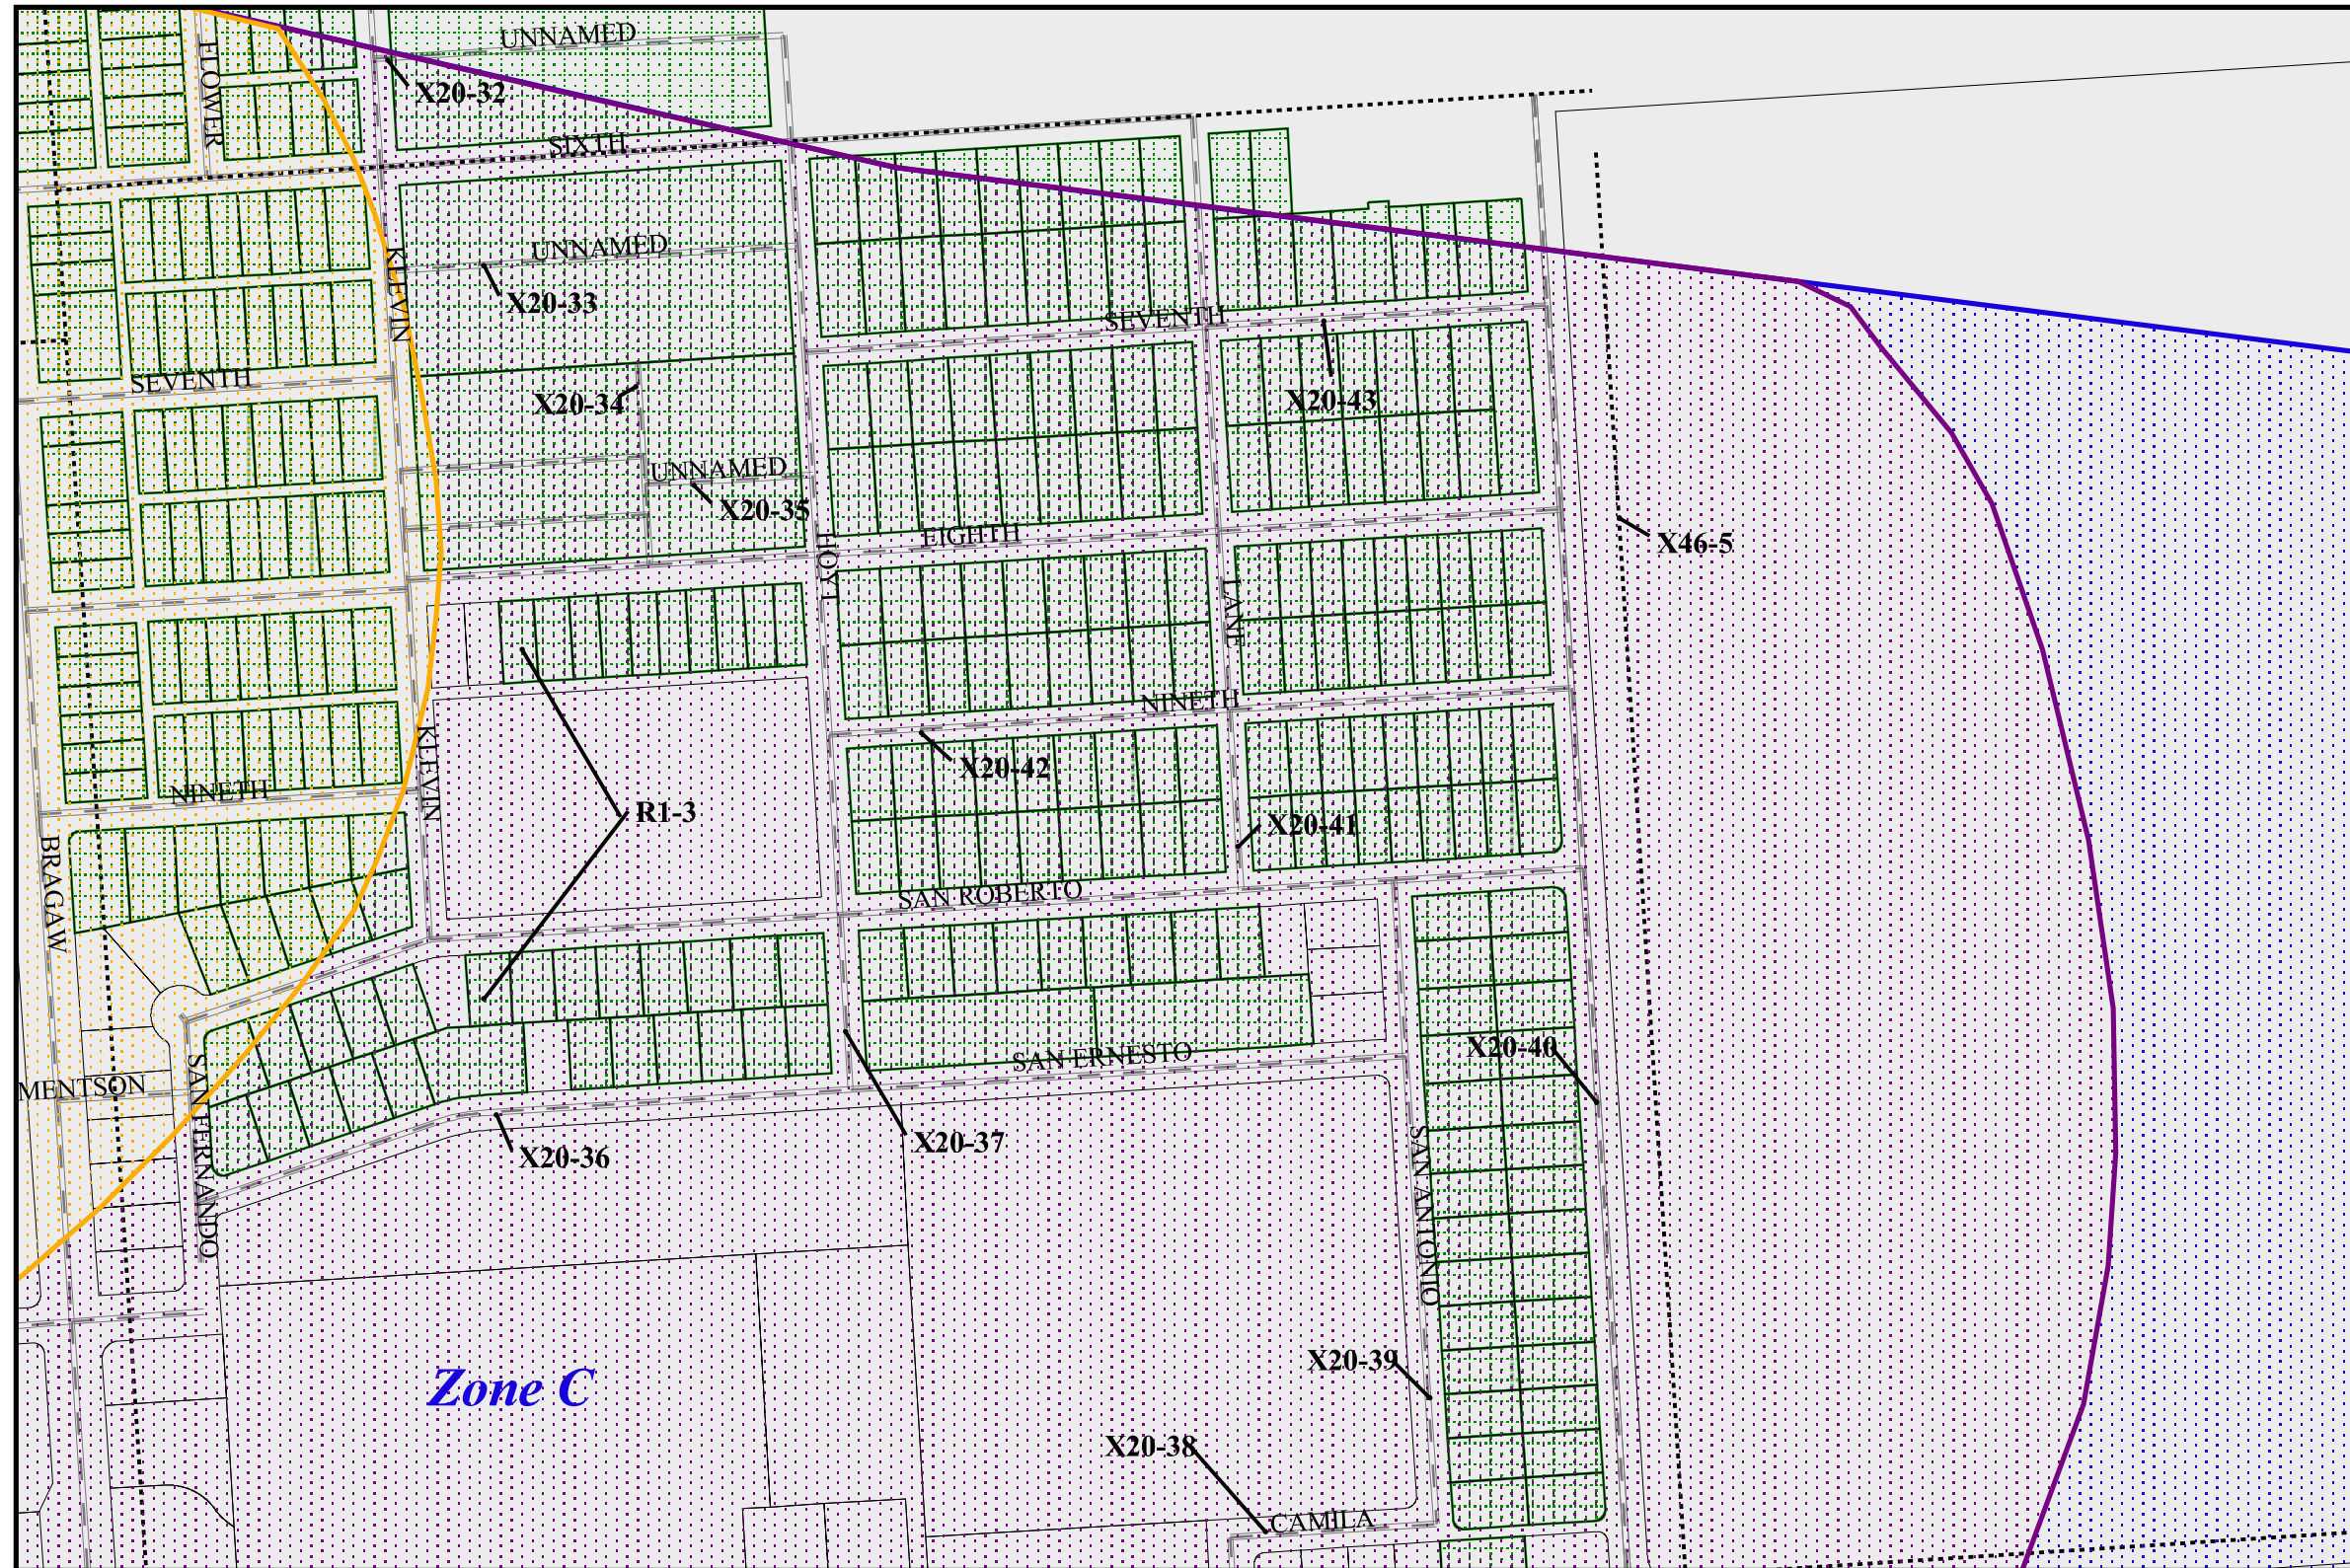 UNNAMED
FLOWER
X20-32
SIXTH
UNNAMED
KLEVIN
X20-33
SEVENTH
SEVENTH
X20-34
X20-43
UNNAMED
X20-35
EIGHTH
HOYT
X46-5
LANE
NINETH
KLEVIN
X20-42
NINETH
R1-3
X20-41
BRAGAW
SAN ROBERTO
SAN ERNESTO
X20-40
MENTSON
SAN FERNANDO
X20-37
X20-36
SAN ANTONIO
X20-39
Zone C
X20-38
CAMILA